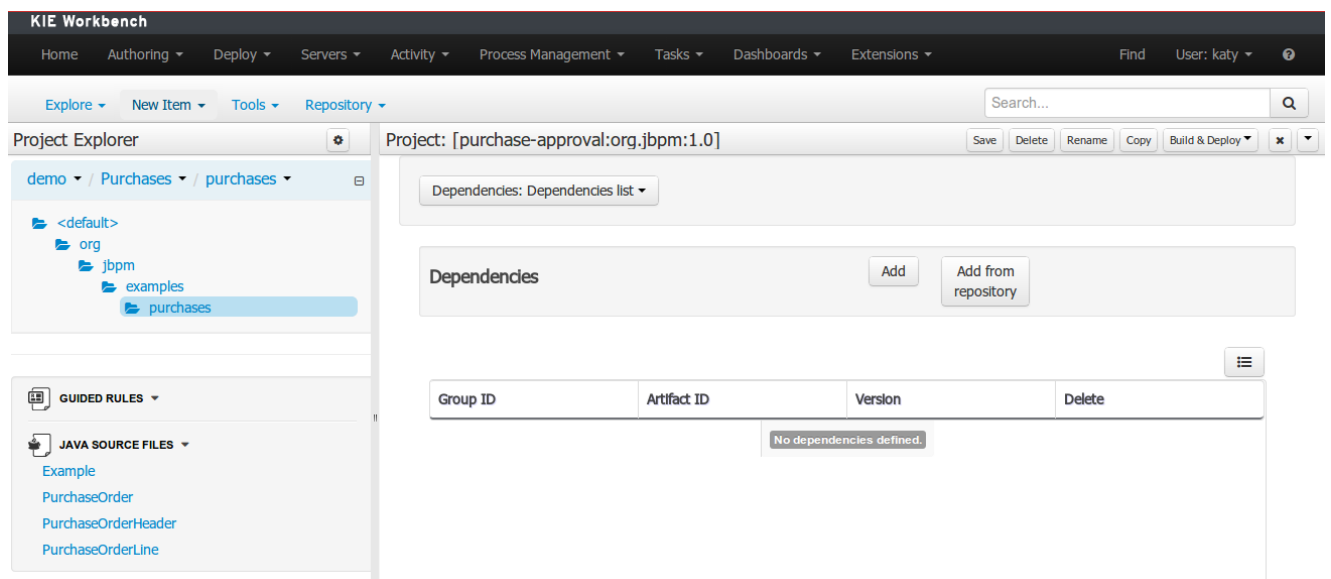 KIE Workbench
Home Authoring Deploy Servers Activity Process Management Tasks Dashboards Extensions Find User: katy
Explore New Item Tools Repository Search...
Project Explorer
Project: [purchase-approval:org.jbpm:1.0] Save Delete Rename Copy Build & Deploy
demo / Purchases / purchases
Dependencies: Dependencies list
<default>
org
jbpm
examples
purchases
Dependencies
Add
Add from
repository
Group ID Artifact ID Version Delete
No dependencies defined.
GUIDED RULES
JAVA SOURCE FILES
Example
PurchaseOrder
PurchaseOrderHeader
PurchaseOrderLine